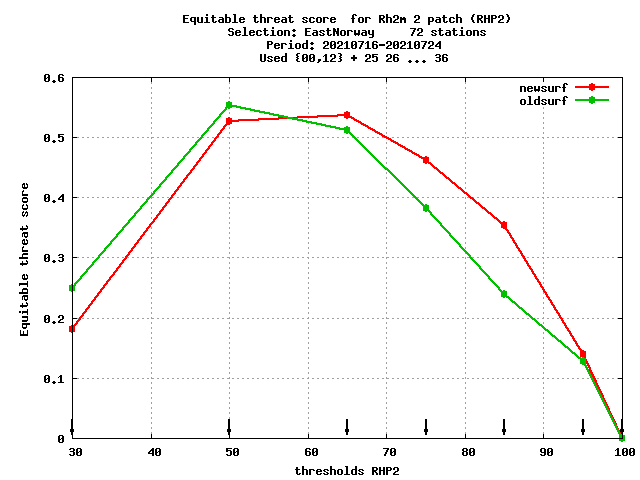 Equitable threat score  for Rh2m 2 patch (RHP2)
Selection: EastNorway     72 stations
Period: 20210716-20210724
Used {00,12} + 25 26 ... 36
newsurf
oldsurf
Equitable threat score
0.6
0.5
0.4
0.3
0.2
0.1
0
30 40 50 60 70 80 90 100
thresholds RHP2